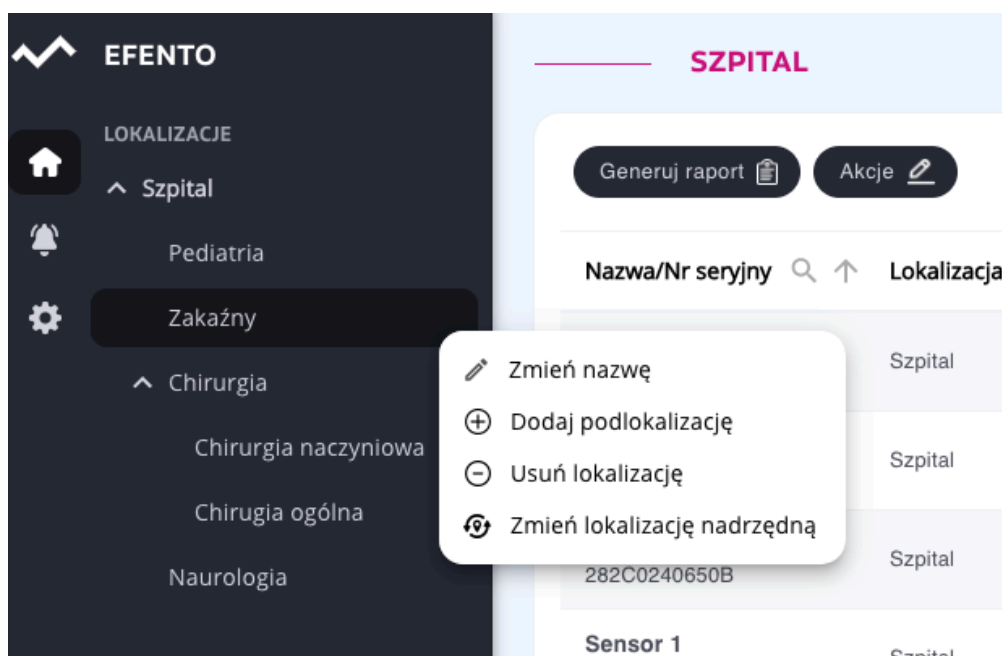 EFENTO
LOKALIZACJE
Szpital
Pediatria
Zakaźny
Chirurgia
Chirurgia naczyniowa
Chirugia ogólna
Naurologia
Zmień nazwę
Dodaj podlokalizację
Usuń lokalizację
Zmień lokalizację nadrzędną
SZPITAL
Generuj raport
Akcje
Nazwa/Nr seryjny Lokalizacja
Szpital
Szpital
282C0240650B Szpital
Sensor 1